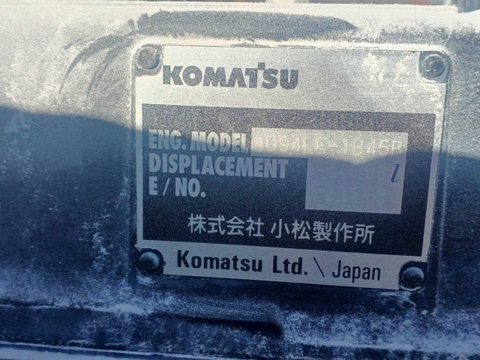 KOMATSU
ENG. MODEL
DISPLACEMENT l
E / NO.
株式会社 小松製作所
Komatsu Ltd. \ Japan